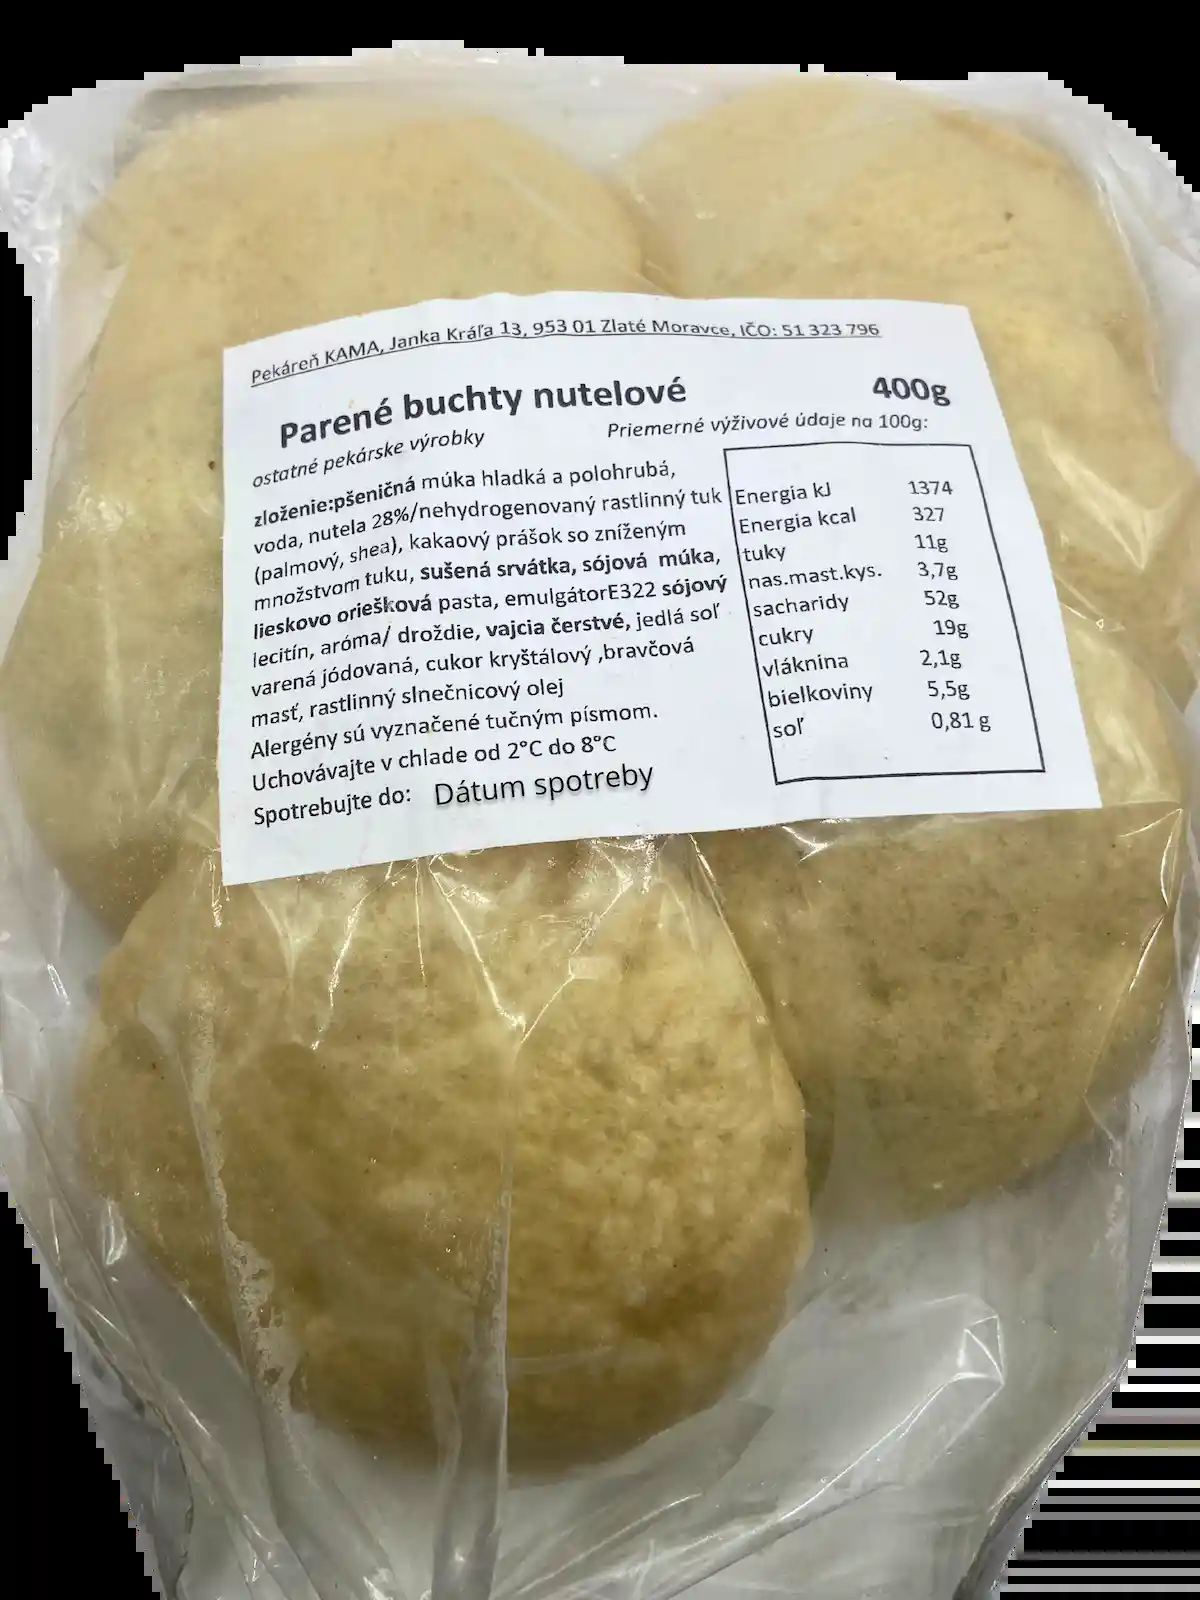 Pekáreň KAMA, Janka Kráľa 13, 953 01 Zlaté Moravce, IČO: 51 323 796
Parené buchty nutelové 400g
ostatné pekárske výrobky
Priemerné výživové údaje na 100g:
zloženie:pšeničná múka hladká a polohrubá,
voda, nutela 28%/nehydrogenovaný rastlinný tuk
(palmový, shea), kakaový prášok so zníženým
množstvom tuku, sušená srvátka, sójová múka,
lieskovo oriešková pasta, emulgátorE322 sójový
lecitín, aróma/ droždie, vajcia čerstvé, jedlá soľ
varená jódovaná, cukor kryštálový ,bravčová
masť, rastlinný slnečnicový olej
Alergény sú vyznačené tučným písmom.
Uchovávajte v chlade od 2°C do 8°C
Spotrebujte do: Dátum spotreby
Energia kJ 1374
Energia kcal 327
tuky 11g
nas.mast.kys. 3,7g
sacharidy 52g
cukry 19g
vláknina 2,1g
bielkoviny 5,5g
soľ 0,81 g